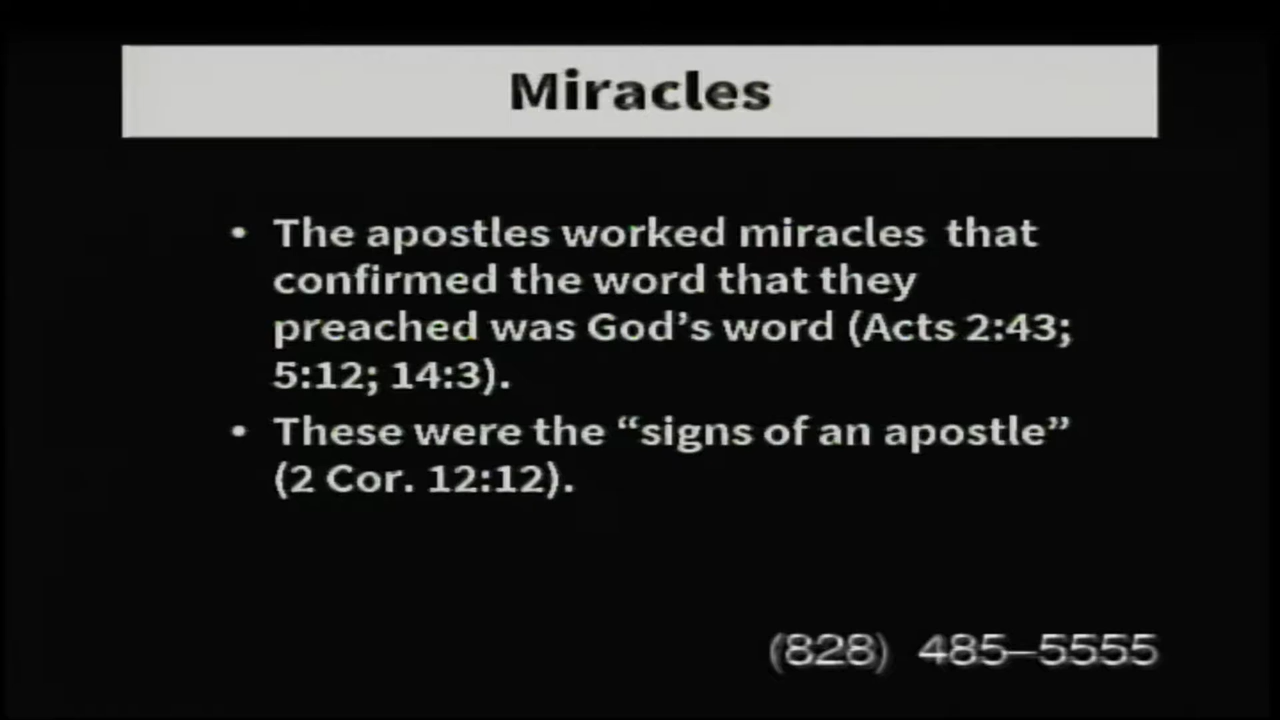 Miracles
• The apostles worked miracles  that
confirmed the word that they
preached was God’s word (Acts 2:43;
5:12; 14:3).
• These were the “signs of an apostle”
(2 Cor. 12:12).
(828) 485–5555